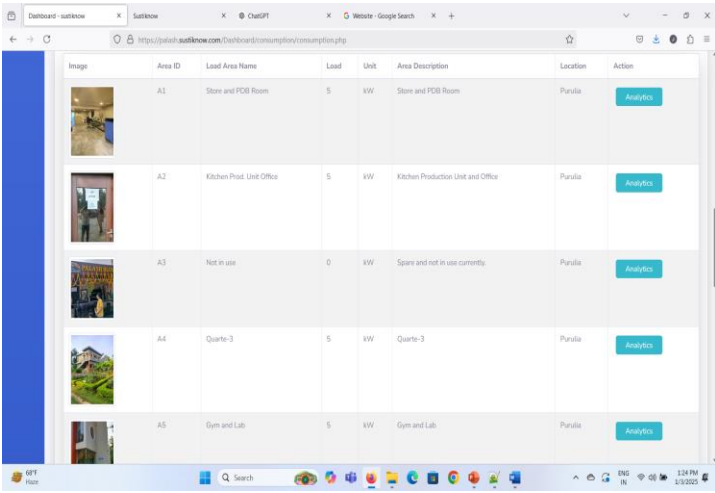 Dashboard - sustiknow
Sustiknow
ChatGPT
Website - Google Search
https://palash.sustiknow.com/Dashboard/consumption/consumption.php
Image Area ID Load Area Name Load Unit Area Description Location Action
A1 Store and PDB Room 5 kW Store and PDB Room Purulia Analytics
A2 Kitchen Prod. Unit Office 5 kW Kitchen Production Unit and Office Purulia Analytics
A3 Not in use 0 kW Spare and not in use currently. Purulia Analytics
A4 Quarte-3 5 kW Quarte-3 Purulia Analytics
A5 Gym and Lab 5 kW Gym and Lab Purulia Analytics
68°F
Haze
Search
ENG
IN
1:24 PM
1/3/2025